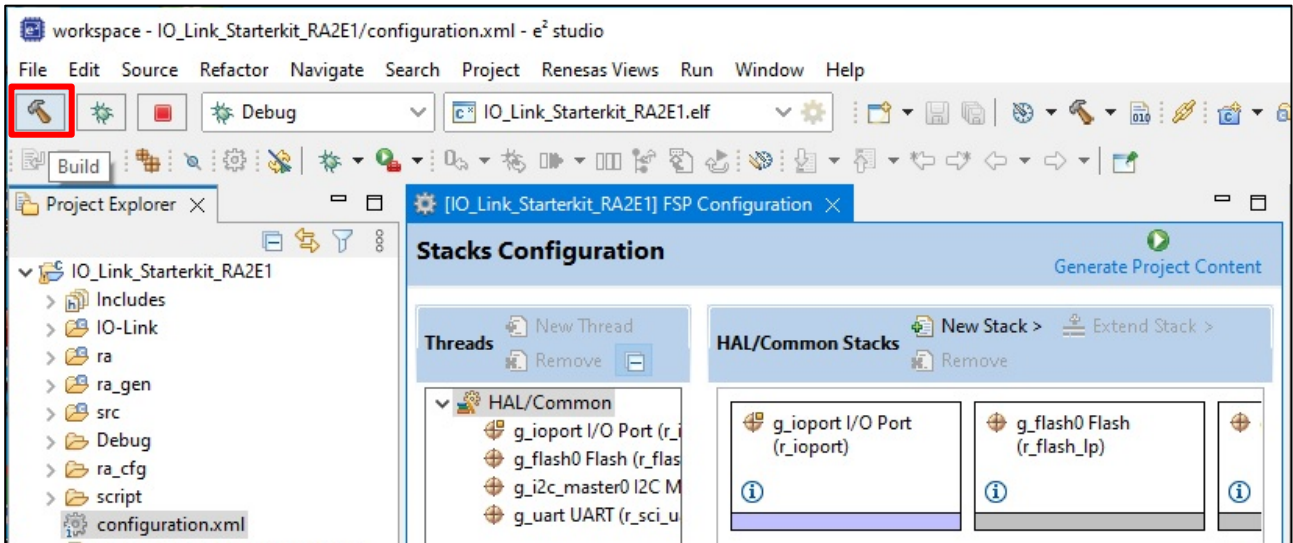 workspace - IO_Link_Starterkit_RA2E1/configuration.xml - e² studio
File Edit Source Refactor Navigate Search Project Renesas Views Run Window Help
Debug
IO_Link_Starterkit_RA2E1.elf
010
Build
Project Explorer
[IO_Link_Starterkit_RA2E1] FSP Configuration
Stacks Configuration
Generate Project Content
IO_Link_Starterkit_RA2E1
Includes
IO-Link
ra
ra_gen
src
Debug
ra_cfg
script
configuration.xml
Threads
New Thread
Remove
HAL/Common
g_ioport I/O Port (r_i
g_flash0 Flash (r_flas
g_i2c_master0 I2C M
g_uart UART (r_sci_u
HAL/Common Stacks
New Stack >
Extend Stack >
Remove
g_ioport I/O Port
(r_ioport)
g_flash0 Flash
(r_flash_lp)